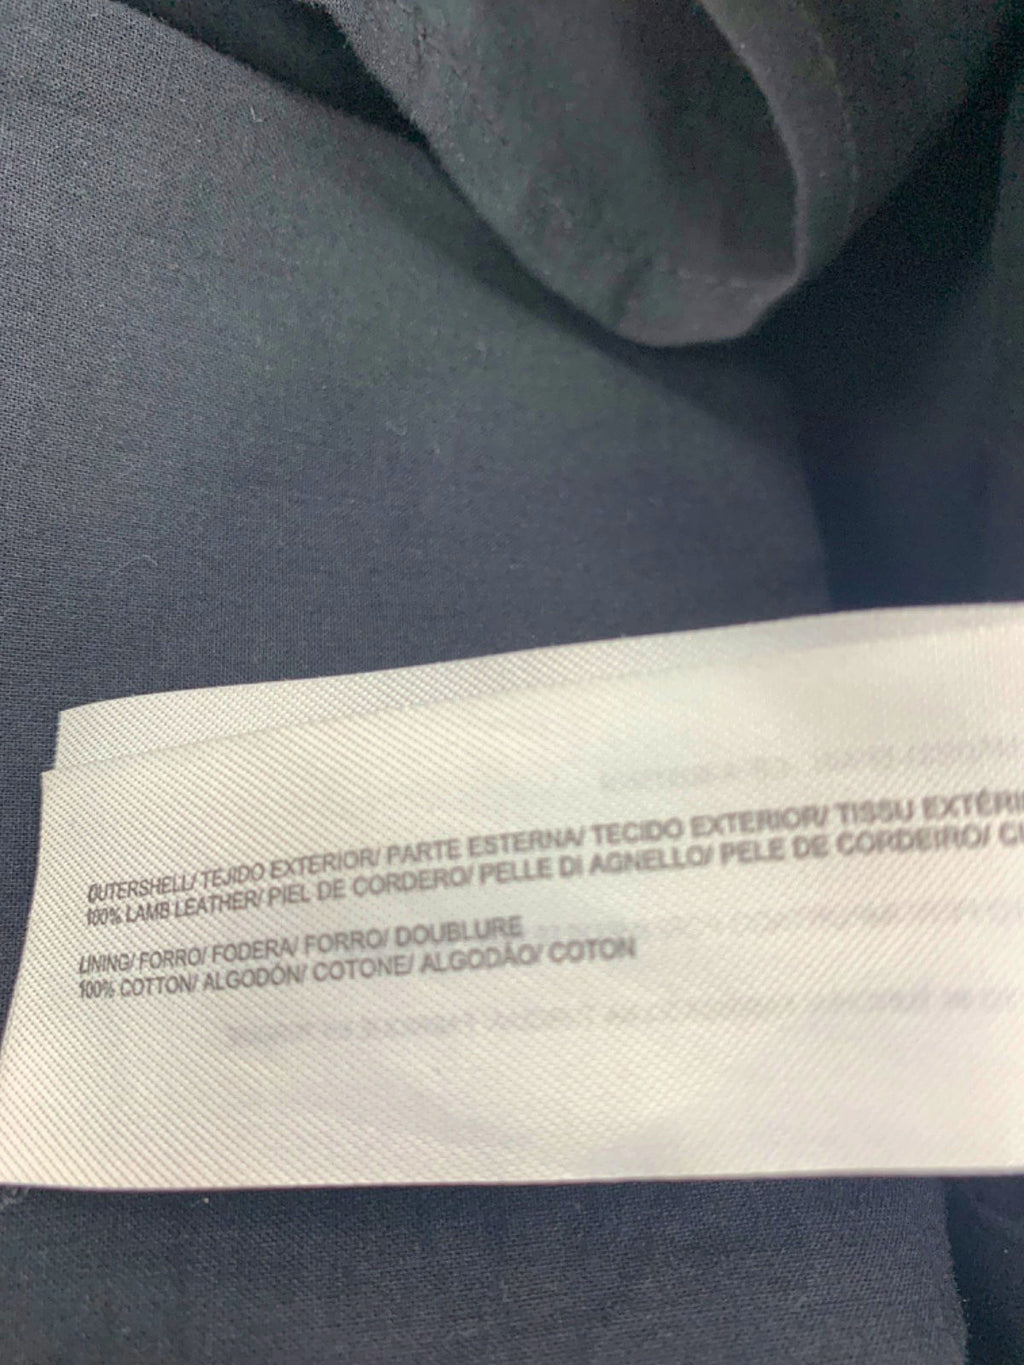 OUTERSHELL/ TEJIDO EXTERIOR/ PARTE ESTERNA/ TECIDO EXTERIOR/ TISSU EXTÉRI
100% LAMB LEATHER/ PIEL DE CORDERO/ PELLE DI AGNELLO/ PELE DE CORDEIRO/ CU
LINING/ FORRO/ FODERA/ FORRO/ DOUBLURE
100% COTTON/ ALGODÓN/ COTONE/ ALGODÃO/ COTON